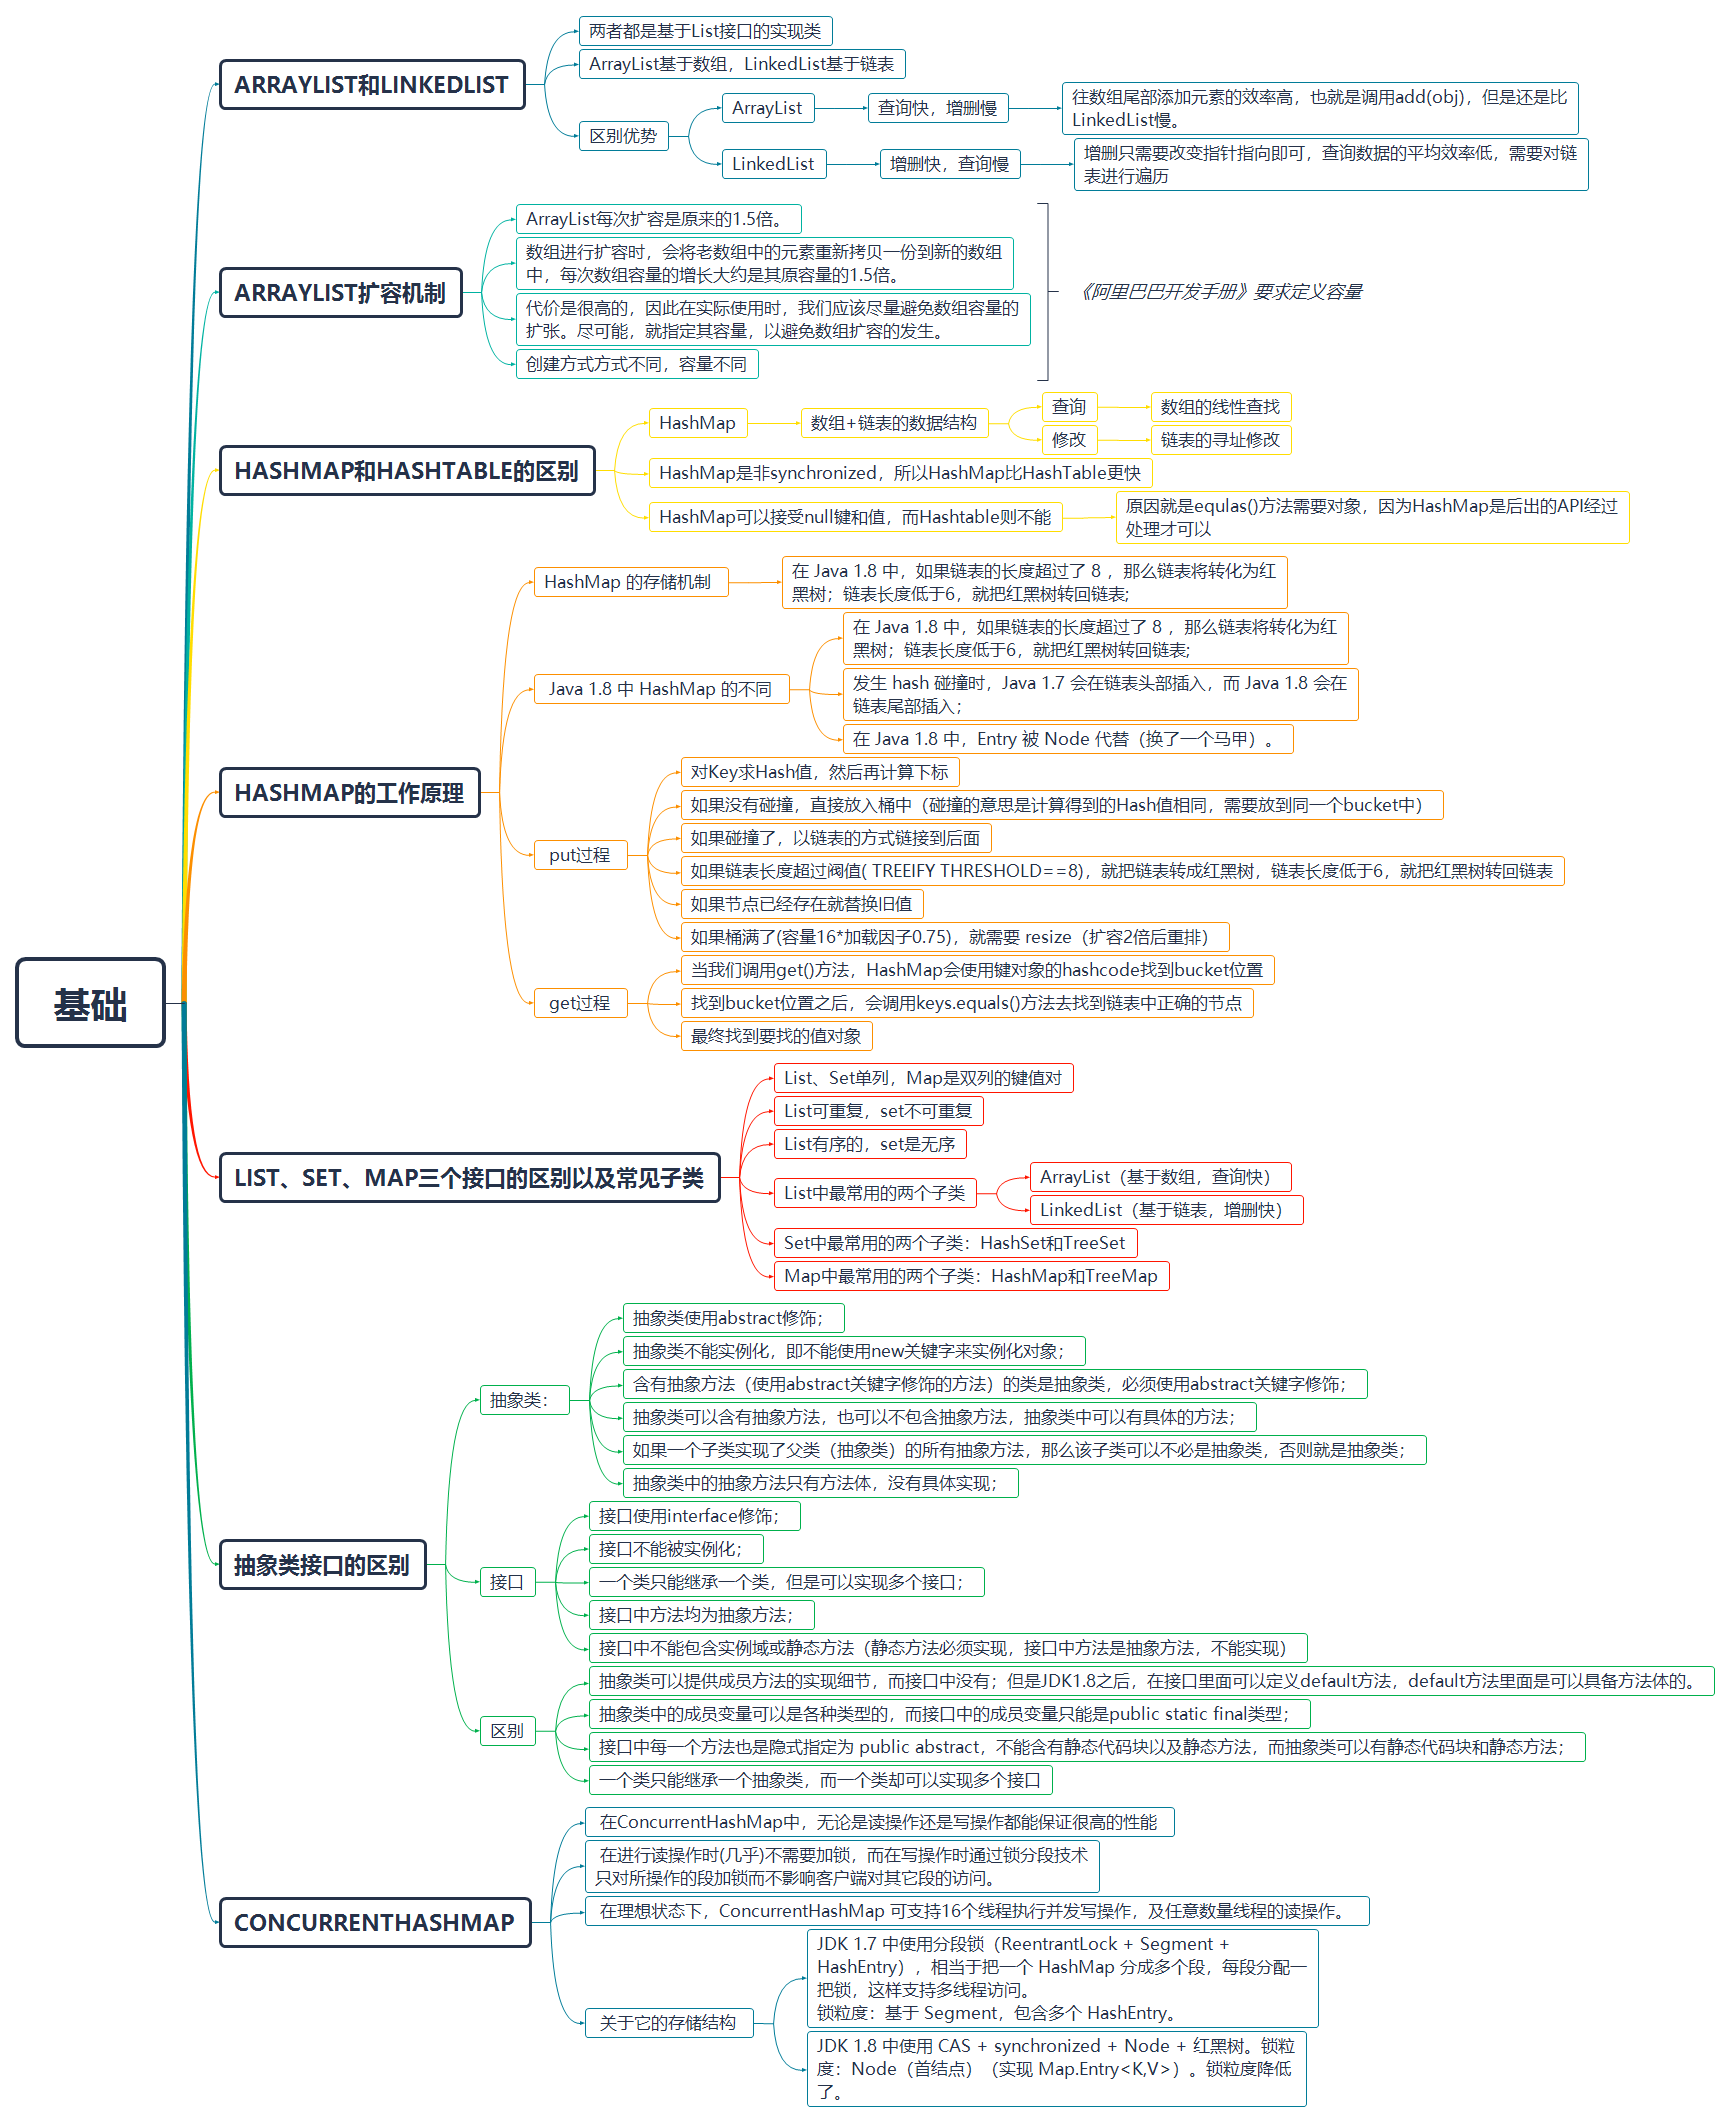 基础
ARRAYLIST和LINKEDLIST
两者都是基于List接口的实现类
ArrayList基于数组，LinkedList基于链表
区别优势
ArrayList
查询快，增删慢
往数组尾部添加元素的效率高，也就是调用add(obj)，但是还是比
LinkedList慢。
LinkedList
增删快，查询慢
增删只需要改变指针指向即可，查询数据的平均效率低，需要对链
表进行遍历
ARRAYLIST扩容机制
ArrayList每次扩容是原来的1.5倍。
数组进行扩容时，会将老数组中的元素重新拷贝一份到新的数组
中，每次数组容量的增长大约是其原容量的1.5倍。
代价是很高的，因此在实际使用时，我们应该尽量避免数组容量的
扩张。尽可能，就指定其容量，以避免数组扩容的发生。
创建方式方式不同，容量不同
《阿里巴巴开发手册》要求定义容量
HASHMAP和HASHTABLE的区别
HashMap
数组+链表的数据结构
查询
数组的线性查找
修改
链表的寻址修改
HashMap是非synchronized，所以HashMap比HashTable更快
HashMap可以接受null键和值，而Hashtable则不能
原因就是equlas()方法需要对象，因为HashMap是后出的API经过
处理才可以
HASHMAP的工作原理
HashMap 的存储机制
在 Java 1.8 中，如果链表的长度超过了 8 ，那么链表将转化为红
黑树；链表长度低于6，就把红黑树转回链表;
Java 1.8 中 HashMap 的不同
在 Java 1.8 中，如果链表的长度超过了 8 ，那么链表将转化为红
黑树；链表长度低于6，就把红黑树转回链表;
发生 hash 碰撞时，Java 1.7 会在链表头部插入，而 Java 1.8 会在
链表尾部插入；
在 Java 1.8 中，Entry 被 Node 代替（换了一个马甲）。
put过程
对Key求Hash值，然后再计算下标
如果没有碰撞，直接放入桶中（碰撞的意思是计算得到的Hash值相同，需要放到同一个bucket中）
如果碰撞了，以链表的方式链接到后面
如果链表长度超过阀值( TREEIFY THRESHOLD==8)，就把链表转成红黑树，链表长度低于6，就把红黑树转回链表
如果节点已经存在就替换旧值
如果桶满了(容量16*加载因子0.75)，就需要 resize（扩容2倍后重排）
get过程
当我们调用get()方法，HashMap会使用键对象的hashcode找到bucket位置
找到bucket位置之后，会调用keys.equals()方法去找到链表中正确的节点
最终找到要找的值对象
LIST、SET、MAP三个接口的区别以及常见子类
List、Set单列，Map是双列的键值对
List可重复，set不可重复
List有序的，set是无序
List中最常用的两个子类
ArrayList（基于数组，查询快）
LinkedList（基于链表，增删快）
Set中最常用的两个子类：HashSet和TreeSet
Map中最常用的两个子类：HashMap和TreeMap
抽象类接口的区别
抽象类：
抽象类使用abstract修饰；
抽象类不能实例化，即不能使用new关键字来实例化对象；
含有抽象方法（使用abstract关键字修饰的方法）的类是抽象类，必须使用abstract关键字修饰；
抽象类可以含有抽象方法，也可以不包含抽象方法，抽象类中可以有具体的方法；
如果一个子类实现了父类（抽象类）的所有抽象方法，那么该子类可以不必是抽象类，否则就是抽象类；
抽象类中的抽象方法只有方法体，没有具体实现；
接口
接口使用interface修饰；
接口不能被实例化；
一个类只能继承一个类，但是可以实现多个接口；
接口中方法均为抽象方法；
接口中不能包含实例域或静态方法（静态方法必须实现，接口中方法是抽象方法，不能实现）
区别
抽象类可以提供成员方法的实现细节，而接口中没有；但是JDK1.8之后，在接口里面可以定义default方法，default方法里面是可以具备方法体的。
抽象类中的成员变量可以是各种类型的，而接口中的成员变量只能是public static final类型；
接口中每一个方法也是隐式指定为 public abstract，不能含有静态代码块以及静态方法，而抽象类可以有静态代码块和静态方法；
一个类只能继承一个抽象类，而一个类却可以实现多个接口
CONCURRENTHASHMAP
在ConcurrentHashMap中，无论是读操作还是写操作都能保证很高的性能
在进行读操作时(几乎)不需要加锁，而在写操作时通过锁分段技术
只对所操作的段加锁而不影响客户端对其它段的访问。
在理想状态下，ConcurrentHashMap 可支持16个线程执行并发写操作，及任意数量线程的读操作。
关于它的存储结构
JDK 1.7 中使用分段锁（ReentrantLock + Segment +
HashEntry），相当于把一个 HashMap 分成多个段，每段分配一
把锁，这样支持多线程访问。
锁粒度：基于 Segment，包含多个 HashEntry。
JDK 1.8 中使用 CAS + synchronized + Node + 红黑树。锁粒
度：Node（首结点）（实现 Map.Entry<K,V>）。锁粒度降低
了。